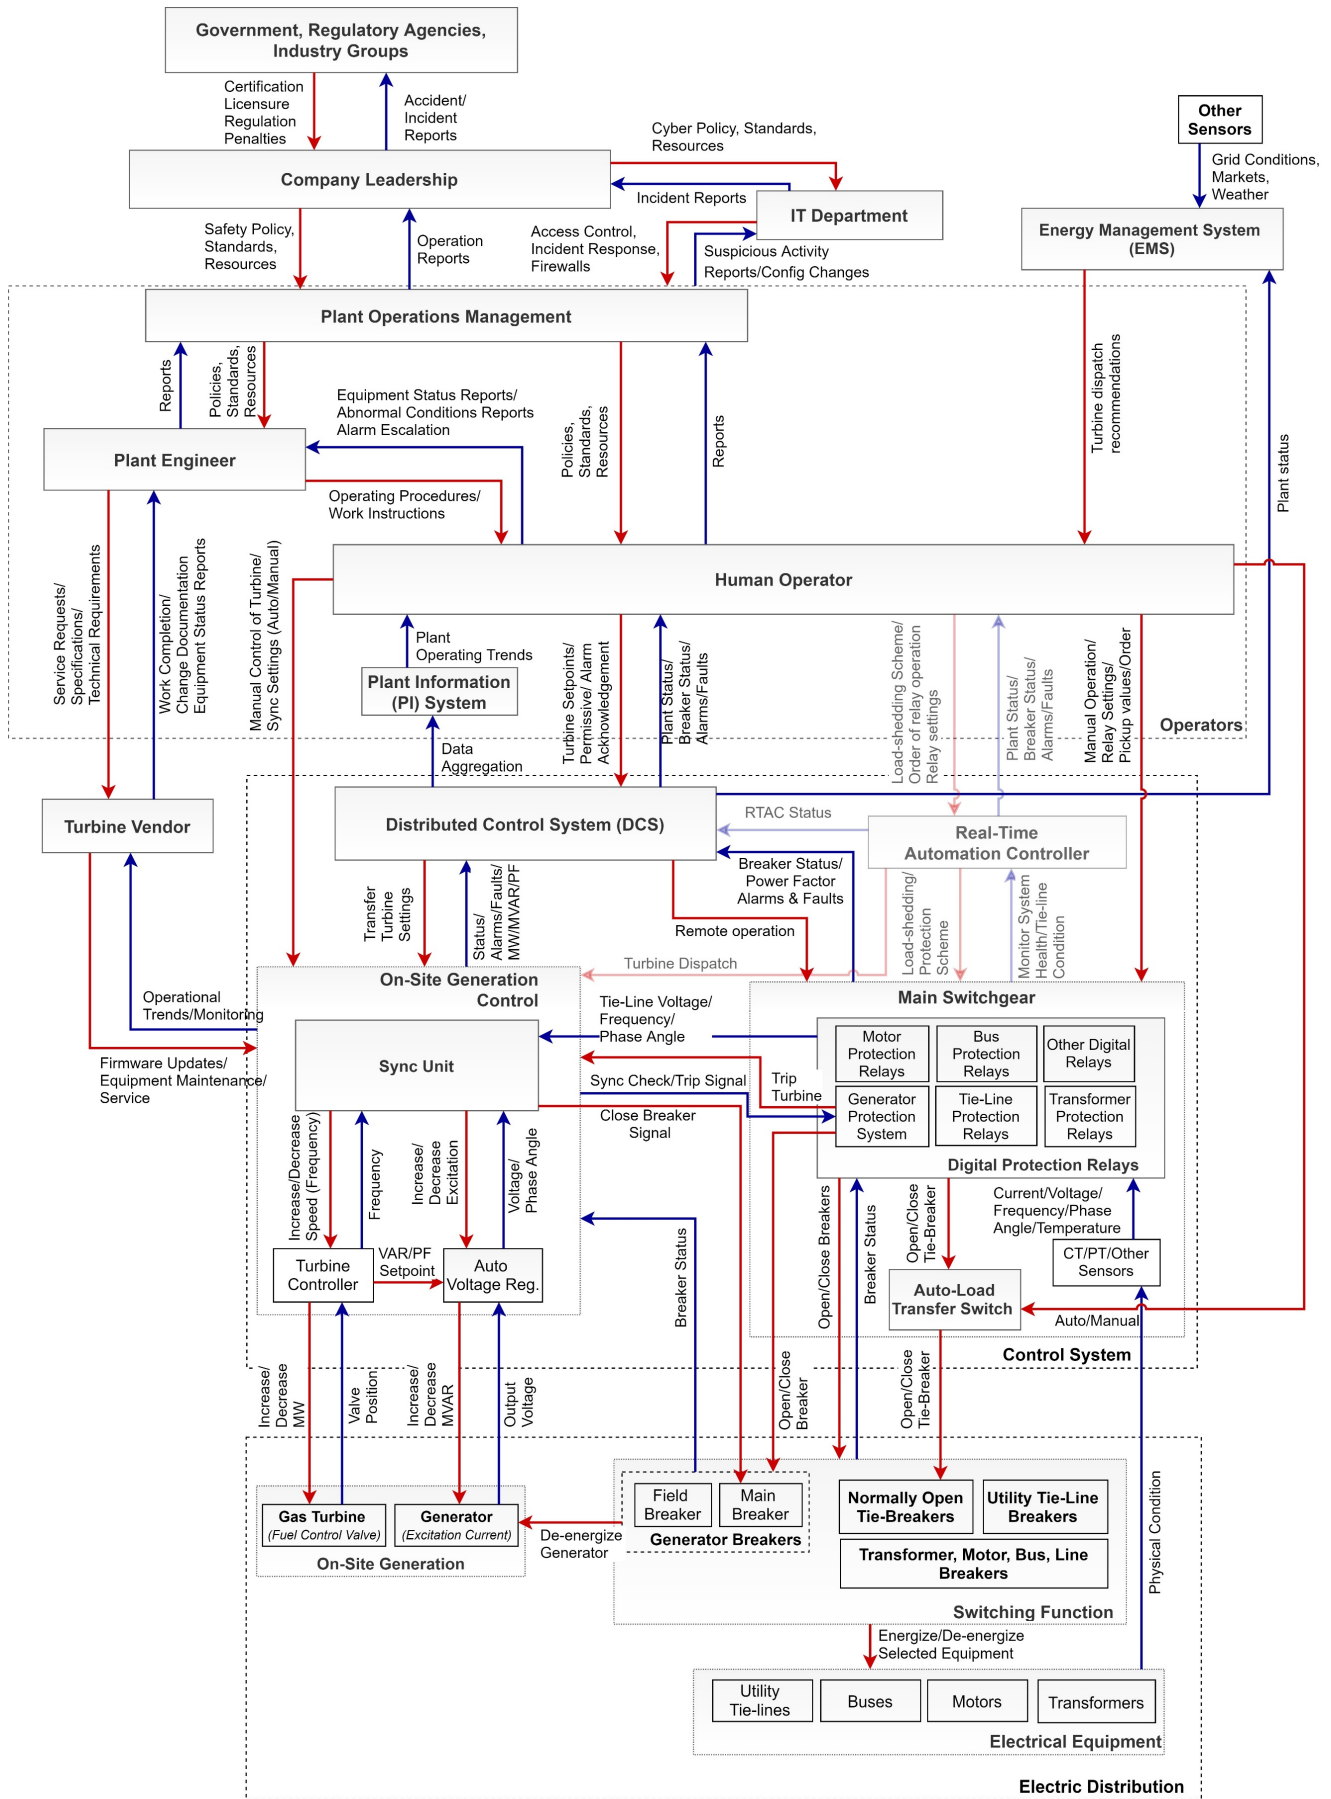 Government, Regulatory Agencies,
Industry Groups
Certification
Licensure
Regulation
Penalties
Accident/
Incident
Reports
Other
Sensors
Cyber Policy, Standards,
Resources
Grid Conditions,
Markets,
Weather
Company Leadership
Incident Reports
IT Department
Energy Management System
(EMS)
Safety Policy,
Standards,
Resources
Operation
Reports
Access Control,
Incident Response,
Firewalls
Suspicious Activity
Reports/Config Changes
Plant Operations Management
Reports
Policies,
Standards,
Resources
Equipment Status Reports/
Abnormal Conditions Reports
Alarm Escalation
Policies,
Standards,
Resources
Reports
Turbine dispatch
recommendations
Plant status
Plant Engineer
Operating Procedures/
Work Instructions
Human Operator
Service Requests/
Specifications/
Technical Requirements
Work Completion/
Change Documentation
Equipment Status Reports
Manual Control of Turbine/
Sync Settings (Auto/Manual)
Plant
Operating Trends
Plant Information
(PI) System
Turbine Setpoints/
Permissive/ Alarm
Acknowledgement
Plant Status/
Breaker Status/
Alarms/Faults
Load-shedding Scheme/
Order of relay operation
Relay settings
Plant Status/
Breaker Status/
Alarms/Faults
Manual Operation/
Relay Settings/
Pickup values/Order
Operators
Data
Aggregation
Turbine Vendor
Distributed Control System (DCS)
RTAC Status
Real-Time
Automation Controller
Breaker Status/
Power Factor
Alarms & Faults
Transfer
Turbine
Settings
Status/
Alarms/Faults/
MW/MVAR/PF
Remote operation
Load-shedding/
Protection
Scheme
Monitor System
Health/Tie-line
Condition
Turbine Dispatch
Operational
Trends/Monitoring
On-Site Generation
Control
Main Switchgear
Tie-Line Voltage/
Frequency/
Phase Angle
Firmware Updates/
Equipment Maintenance/
Service
Sync Unit
Motor
Protection
Relays
Bus
Protection
Relays
Other Digital
Relays
Sync Check/Trip Signal
Trip
Turbine
Generator
Protection
System
Tie-Line
Protection
Relays
Transformer
Protection
Relays
Close Breaker
Signal
Digital Protection Relays
Increase/Decrease
Speed (Frequency)
Frequency
Increase/
Decrease
Excitation
Voltage/
Phase Angle
Open/Close Breakers
Breaker Status
Open/Close
Tie-Breaker
Current/Voltage/
Frequency/Phase
Angle/Temperature
Turbine
Controller
VAR/PF
Setpoint
Auto
Voltage Reg.
Breaker Status
CT/PT/Other
Sensors
Auto-Load
Transfer Switch
Auto/Manual
Control System
Increase/
Decrease
MW
Valve
Position
Increase/
Decrease
MVAR
Output
Voltage
Open/Close
Breaker
Open/Close
Tie-Breaker
Physical Condition
Gas Turbine
(Fuel Control Valve)
Generator
(Excitation Current)
On-Site Generation
De-energize
Generator
Field
Breaker
Main
Breaker
Generator Breakers
Normally Open
Tie-Breakers
Utility Tie-Line
Breakers
Transformer, Motor, Bus, Line
Breakers
Switching Function
Energize/De-energize
Selected Equipment
Utility
Tie-lines
Buses
Motors
Transformers
Electrical Equipment
Electric Distribution